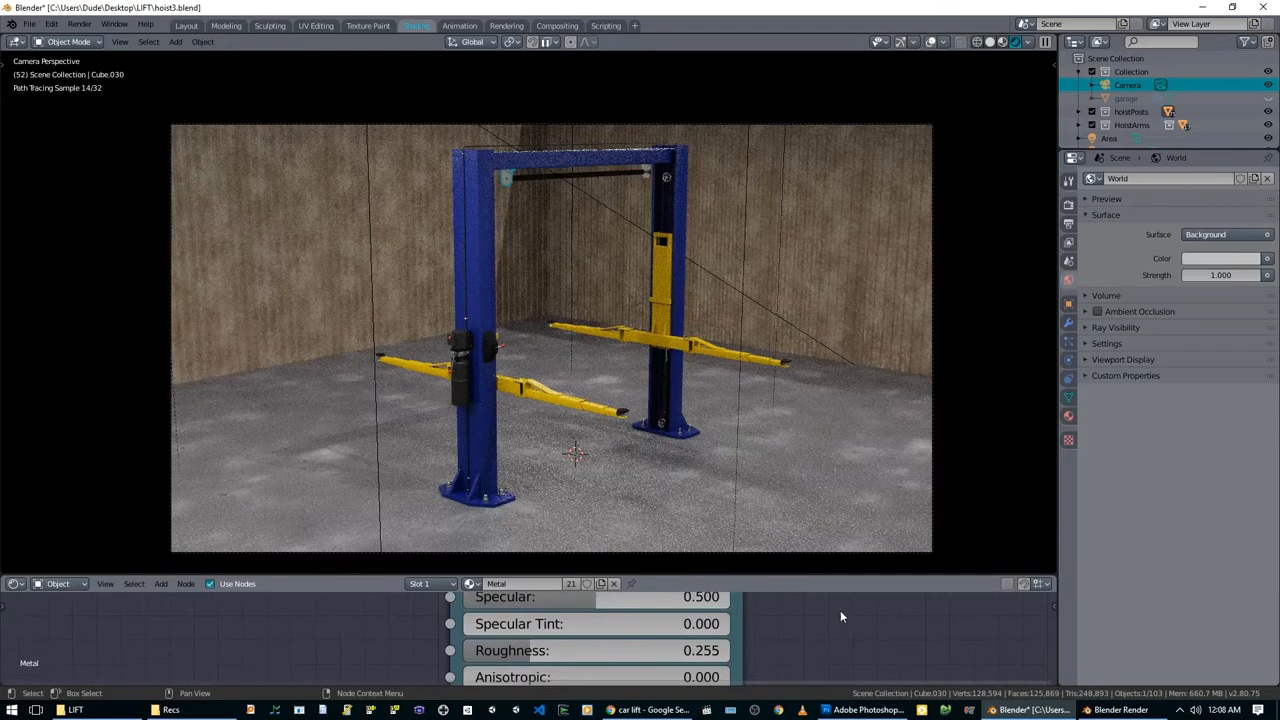 Blender* [C:\Users\Dude\Desktop\LIFT\hoist3.blend]
File Edit Render Window Help
Layout Modeling Sculpting UV Editing Texture Paint Shading Animation Rendering Compositing Scripting +
Scene View Layer
Object Mode View Select Add Object Global
Camera Perspective
(52) Scene Collection | Cube.030
Path Tracing Sample 14/32
Scene Collection
Collection
Camera
garage
hoistPosts
HoistArms
Area
Scene World
World
Preview
Surface
Surface Background
Color
Strength 1.000
Volume
Ambient Occlusion
Ray Visibility
Settings
Viewport Display
Custom Properties
Object View Select Add Node Use Nodes Slot 1 Metal 21
Specular: 0.500
Specular Tint: 0.000
Roughness: 0.255
Anisotropic: 0.000
Metal
Select Box Select Pan View Node Context Menu Scene Collection | Cube.030 | Verts:128,594 | Faces:125,869 | Tris:248,893 | Objects:1/103 | Mem: 660.7 MB | v2.80.75
LIFT Recs car lift - Google Se... Adobe Photoshop... Blender* [C:\Users... Blender Render 12:08 AM